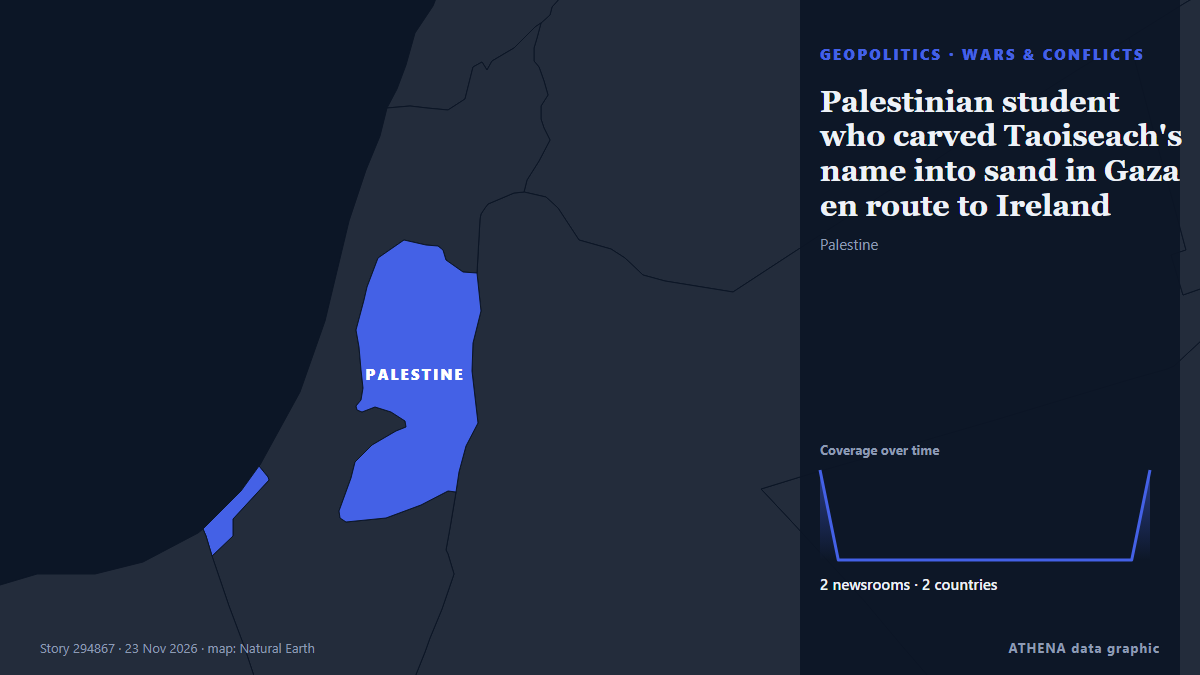 GEOPOLITICS · WARS & CONFLICTS
Palestinian student
who carved Taoiseach's
name into sand in Gaza
en route to Ireland
Palestine
PALESTINE
Coverage over time
2 newsrooms · 2 countries
Story 294867 · 23 Nov 2026 · map: Natural Earth
ATHENA data graphic